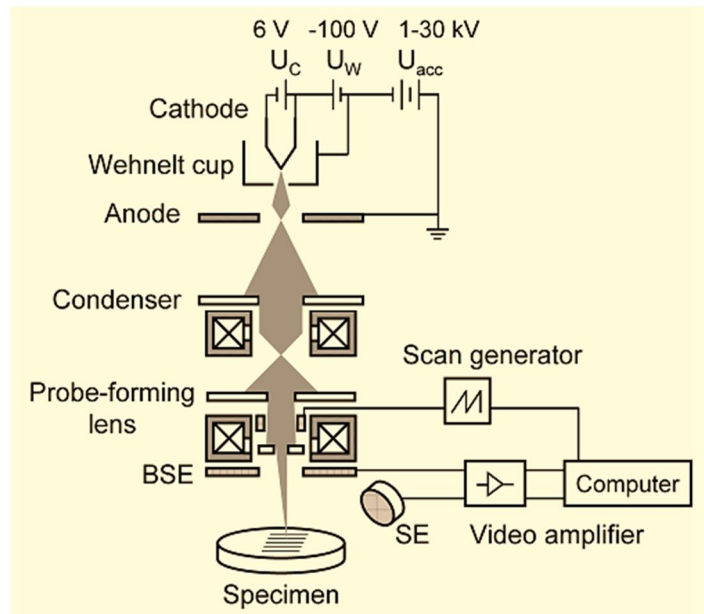 6 V -100 V 1-30 kV
U_C U_W U_acc
Cathode
Wehnelt cup
Anode
Condenser
Scan generator
Probe-forming
lens
BSE
Computer
SE
Video amplifier
Specimen